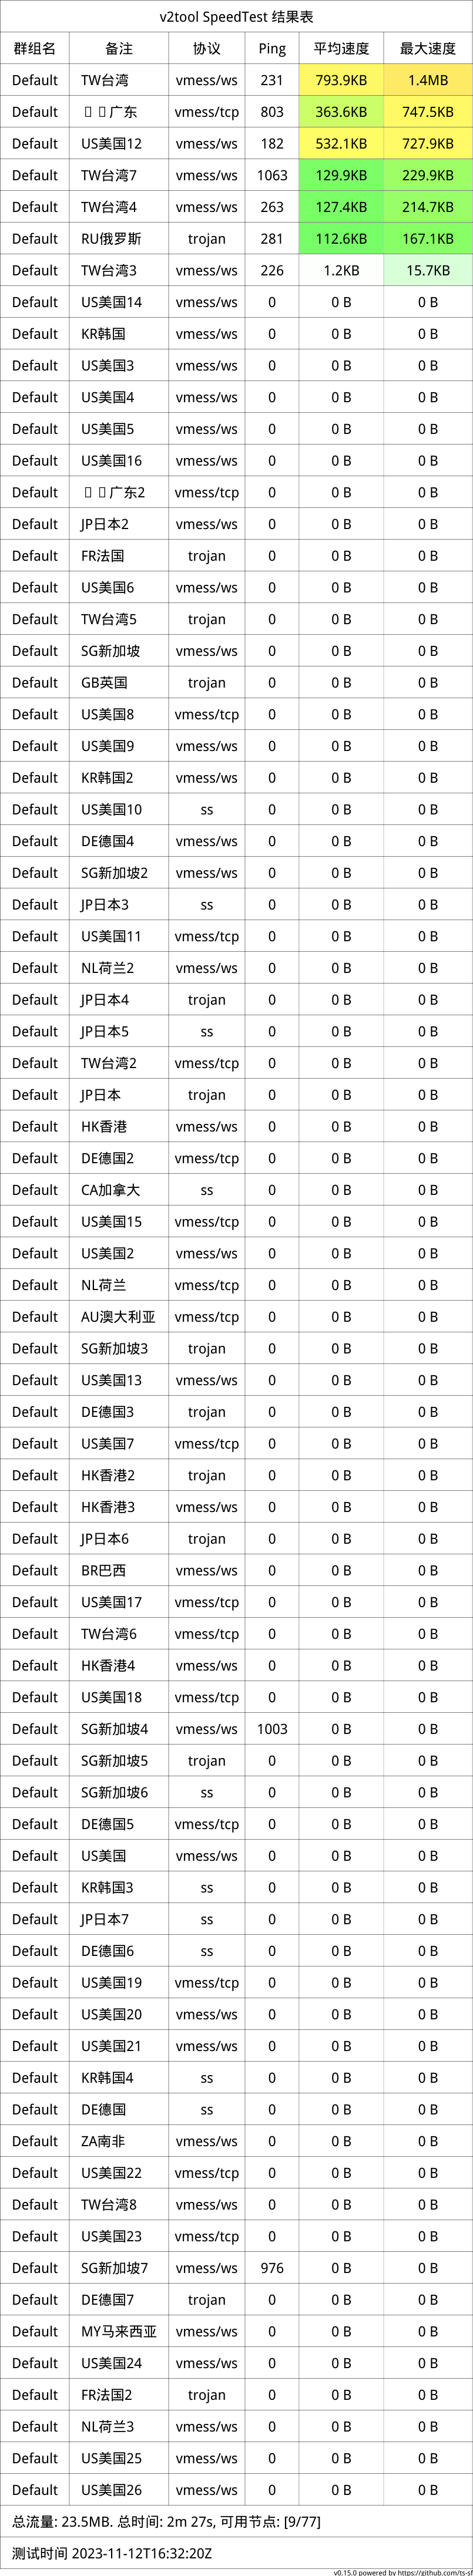 v2tool SpeedTest 结果表
群组名 备注 协议 Ping 平均速度 最大速度
Default TW台湾 vmess/ws 231 793.9KB 1.4MB
Default 广东 vmess/tcp 803 363.6KB 747.5KB
Default US美国12 vmess/ws 182 532.1KB 727.9KB
Default TW台湾7 vmess/ws 1063 129.9KB 229.9KB
Default TW台湾4 vmess/ws 263 127.4KB 214.7KB
Default RU俄罗斯 trojan 281 112.6KB 167.1KB
Default TW台湾3 vmess/ws 226 1.2KB 15.7KB
Default US美国14 vmess/ws 0 0 B 0 B
Default KR韩国 vmess/ws 0 0 B 0 B
Default US美国3 vmess/ws 0 0 B 0 B
Default US美国4 vmess/ws 0 0 B 0 B
Default US美国5 vmess/ws 0 0 B 0 B
Default US美国16 vmess/ws 0 0 B 0 B
Default 广东2 vmess/tcp 0 0 B 0 B
Default JP日本2 vmess/ws 0 0 B 0 B
Default FR法国 trojan 0 0 B 0 B
Default US美国6 vmess/ws 0 0 B 0 B
Default TW台湾5 trojan 0 0 B 0 B
Default SG新加坡 vmess/ws 0 0 B 0 B
Default GB英国 trojan 0 0 B 0 B
Default US美国8 vmess/tcp 0 0 B 0 B
Default US美国9 vmess/ws 0 0 B 0 B
Default KR韩国2 vmess/ws 0 0 B 0 B
Default US美国10 ss 0 0 B 0 B
Default DE德国4 vmess/ws 0 0 B 0 B
Default SG新加坡2 vmess/ws 0 0 B 0 B
Default JP日本3 ss 0 0 B 0 B
Default US美国11 vmess/tcp 0 0 B 0 B
Default NL荷兰2 vmess/ws 0 0 B 0 B
Default JP日本4 trojan 0 0 B 0 B
Default JP日本5 ss 0 0 B 0 B
Default TW台湾2 vmess/tcp 0 0 B 0 B
Default JP日本 trojan 0 0 B 0 B
Default HK香港 vmess/ws 0 0 B 0 B
Default DE德国2 vmess/tcp 0 0 B 0 B
Default CA加拿大 ss 0 0 B 0 B
Default US美国15 vmess/tcp 0 0 B 0 B
Default US美国2 vmess/ws 0 0 B 0 B
Default NL荷兰 vmess/tcp 0 0 B 0 B
Default AU澳大利亚 vmess/tcp 0 0 B 0 B
Default SG新加坡3 trojan 0 0 B 0 B
Default US美国13 vmess/ws 0 0 B 0 B
Default DE德国3 trojan 0 0 B 0 B
Default US美国7 vmess/tcp 0 0 B 0 B
Default HK香港2 trojan 0 0 B 0 B
Default HK香港3 vmess/ws 0 0 B 0 B
Default JP日本6 trojan 0 0 B 0 B
Default BR巴西 vmess/ws 0 0 B 0 B
Default US美国17 vmess/tcp 0 0 B 0 B
Default TW台湾6 vmess/tcp 0 0 B 0 B
Default HK香港4 vmess/ws 0 0 B 0 B
Default US美国18 vmess/tcp 0 0 B 0 B
Default SG新加坡4 vmess/ws 1003 0 B 0 B
Default SG新加坡5 trojan 0 0 B 0 B
Default SG新加坡6 ss 0 0 B 0 B
Default DE德国5 vmess/tcp 0 0 B 0 B
Default US美国 vmess/ws 0 0 B 0 B
Default KR韩国3 ss 0 0 B 0 B
Default JP日本7 ss 0 0 B 0 B
Default DE德国6 ss 0 0 B 0 B
Default US美国19 vmess/tcp 0 0 B 0 B
Default US美国20 vmess/ws 0 0 B 0 B
Default US美国21 vmess/ws 0 0 B 0 B
Default KR韩国4 ss 0 0 B 0 B
Default DE德国 ss 0 0 B 0 B
Default ZA南非 vmess/ws 0 0 B 0 B
Default US美国22 vmess/tcp 0 0 B 0 B
Default TW台湾8 vmess/ws 0 0 B 0 B
Default US美国23 vmess/tcp 0 0 B 0 B
Default SG新加坡7 vmess/ws 976 0 B 0 B
Default DE德国7 trojan 0 0 B 0 B
Default MY马来西亚 vmess/ws 0 0 B 0 B
Default US美国24 vmess/ws 0 0 B 0 B
Default FR法国2 trojan 0 0 B 0 B
Default NL荷兰3 vmess/ws 0 0 B 0 B
Default US美国25 vmess/ws 0 0 B 0 B
Default US美国26 vmess/ws 0 0 B 0 B
总流量: 23.5MB. 总时间: 2m 27s, 可用节点: [9/77]
测试时间 2023-11-12T16:32:20Z
v0.15.0 powered by